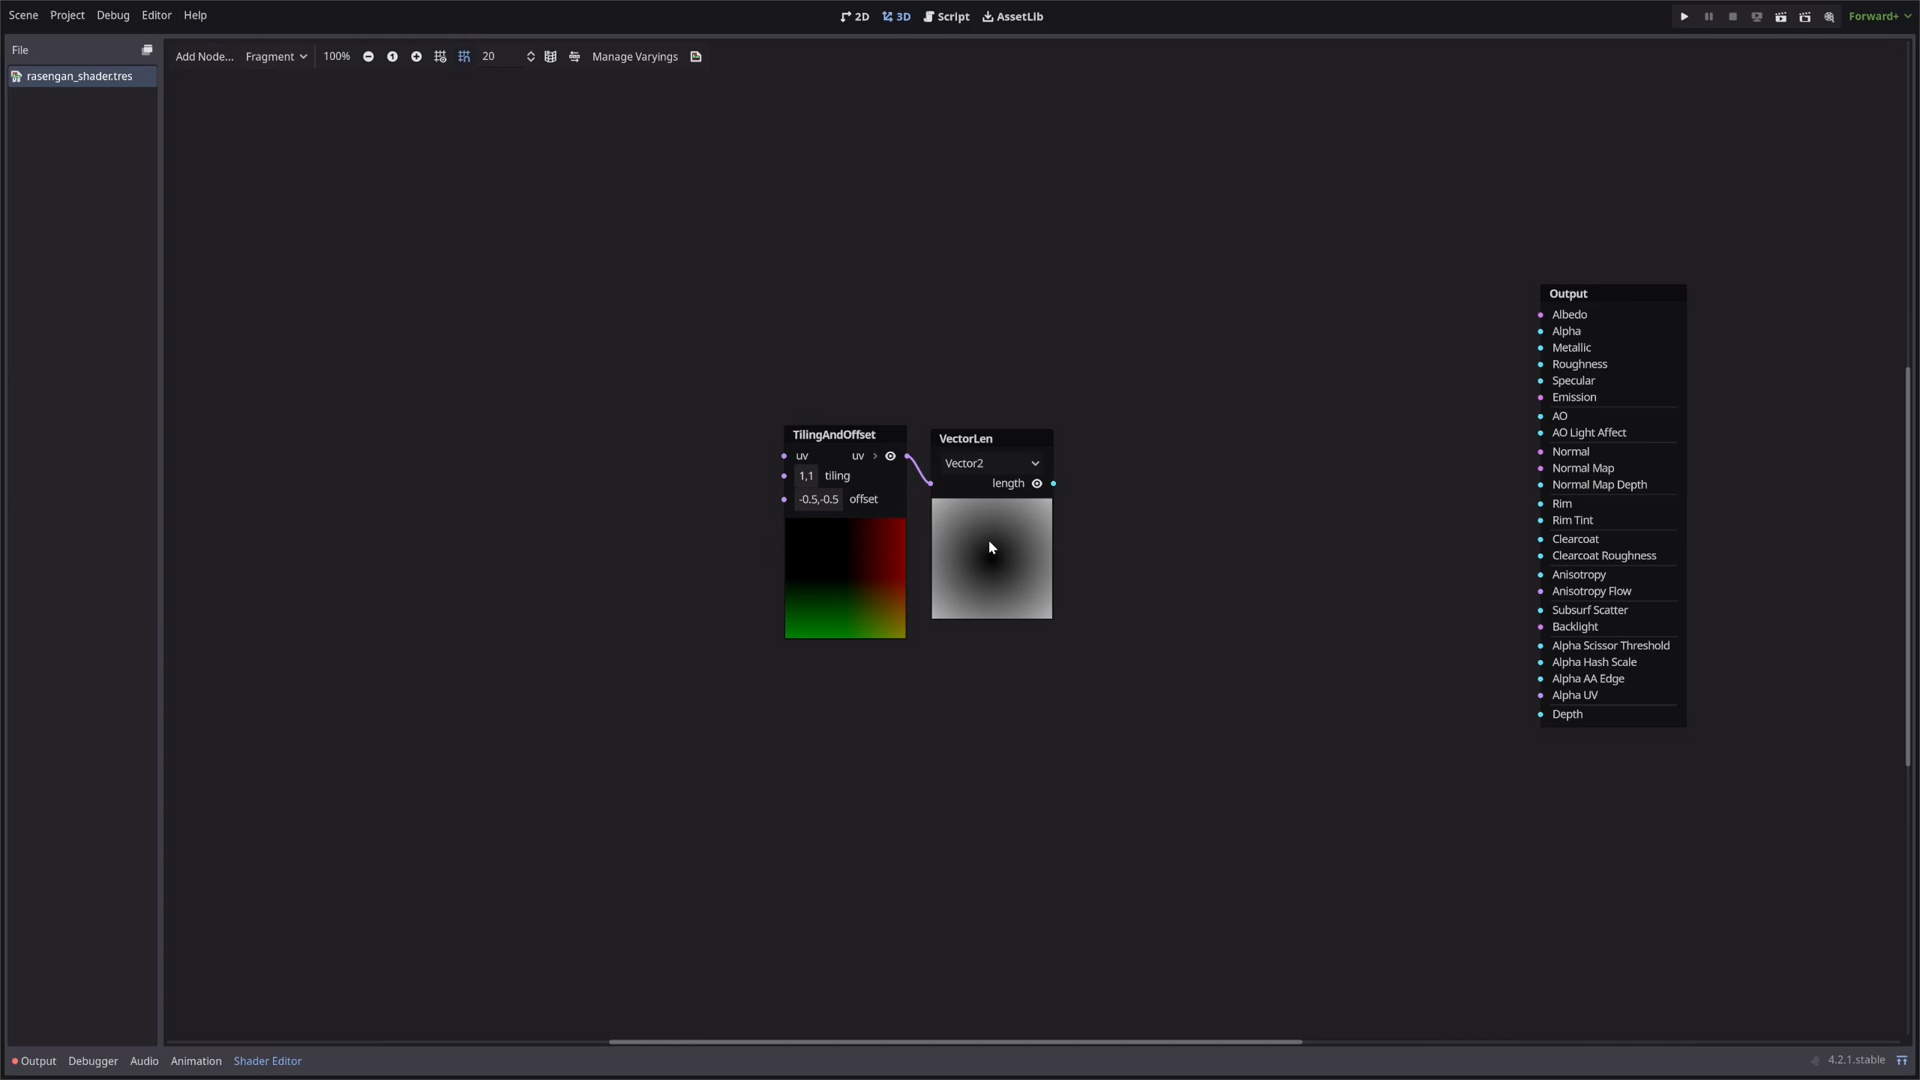 Scene Project Debug Editor Help
2D 3D Script AssetLib
Forward+
File
rasengan_shader.tres
Add Node... Fragment 100% 20 Manage Varyings
TilingAndOffset
uv uv
1,1 tiling
-0.5,-0.5 offset
VectorLen
Vector2
length
Output
Albedo
Alpha
Metallic
Roughness
Specular
Emission
AO
AO Light Affect
Normal
Normal Map
Normal Map Depth
Rim
Rim Tint
Clearcoat
Clearcoat Roughness
Anisotropy
Anisotropy Flow
Subsurf Scatter
Backlight
Alpha Scissor Threshold
Alpha Hash Scale
Alpha AA Edge
Alpha UV
Depth
Output Debugger Audio Animation Shader Editor
4.2.1.stable